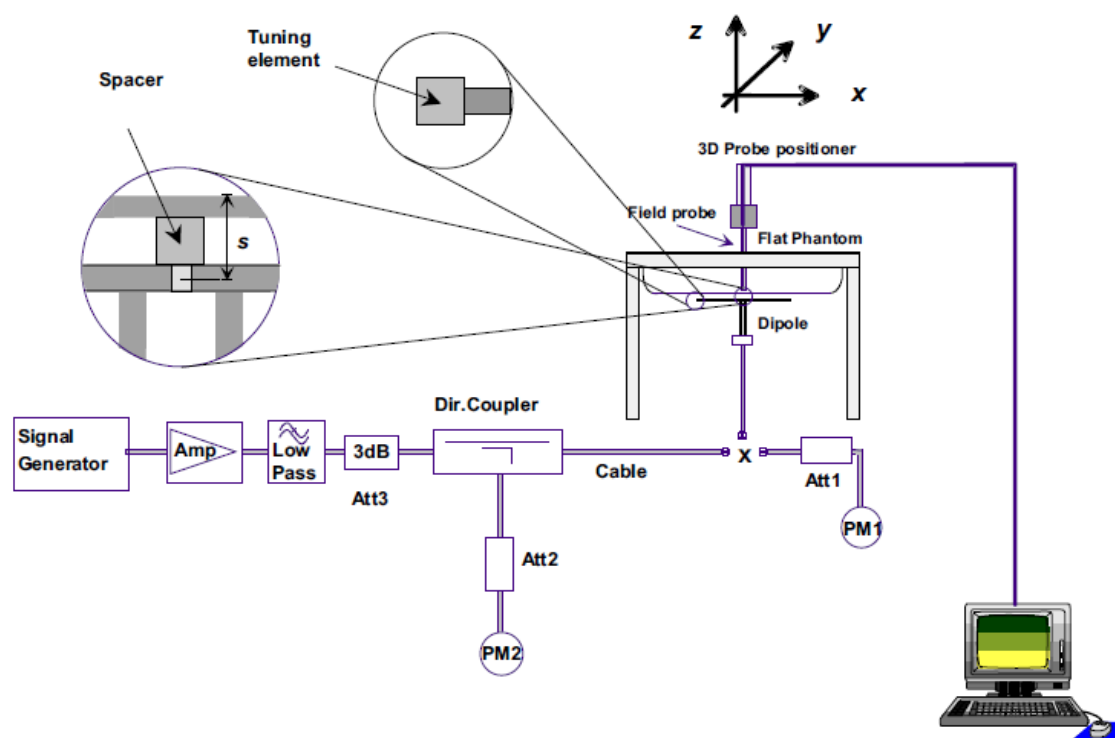 Tuning
element
Spacer
s
z
y
x
3D Probe positioner
Field probe
Flat Phantom
Dipole
Dir.Coupler
Signal
Generator
Amp
Low
Pass
3dB
Att3
Cable
x
Att1
PM1
Att2
PM2